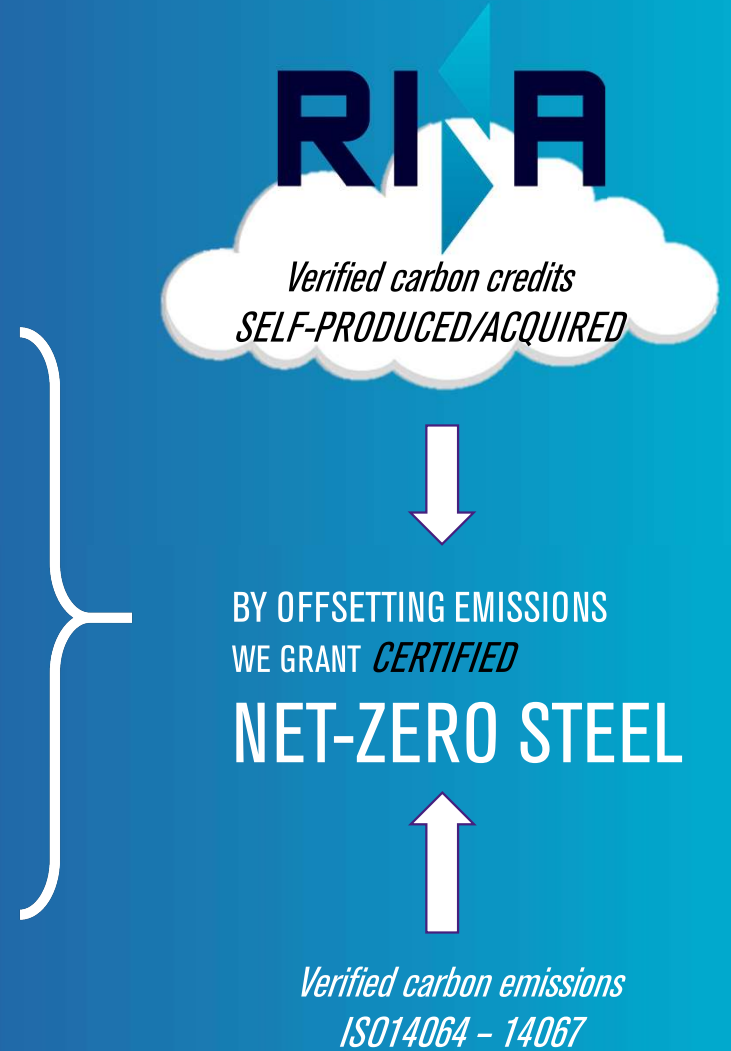 RINA
Verified carbon credits
SELF-PRODUCED/ACQUIRED
BY OFFSETTING EMISSIONS
WE GRANT CERTIFIED
NET-ZERO STEEL
Verified carbon emissions
ISO14064 – 14067